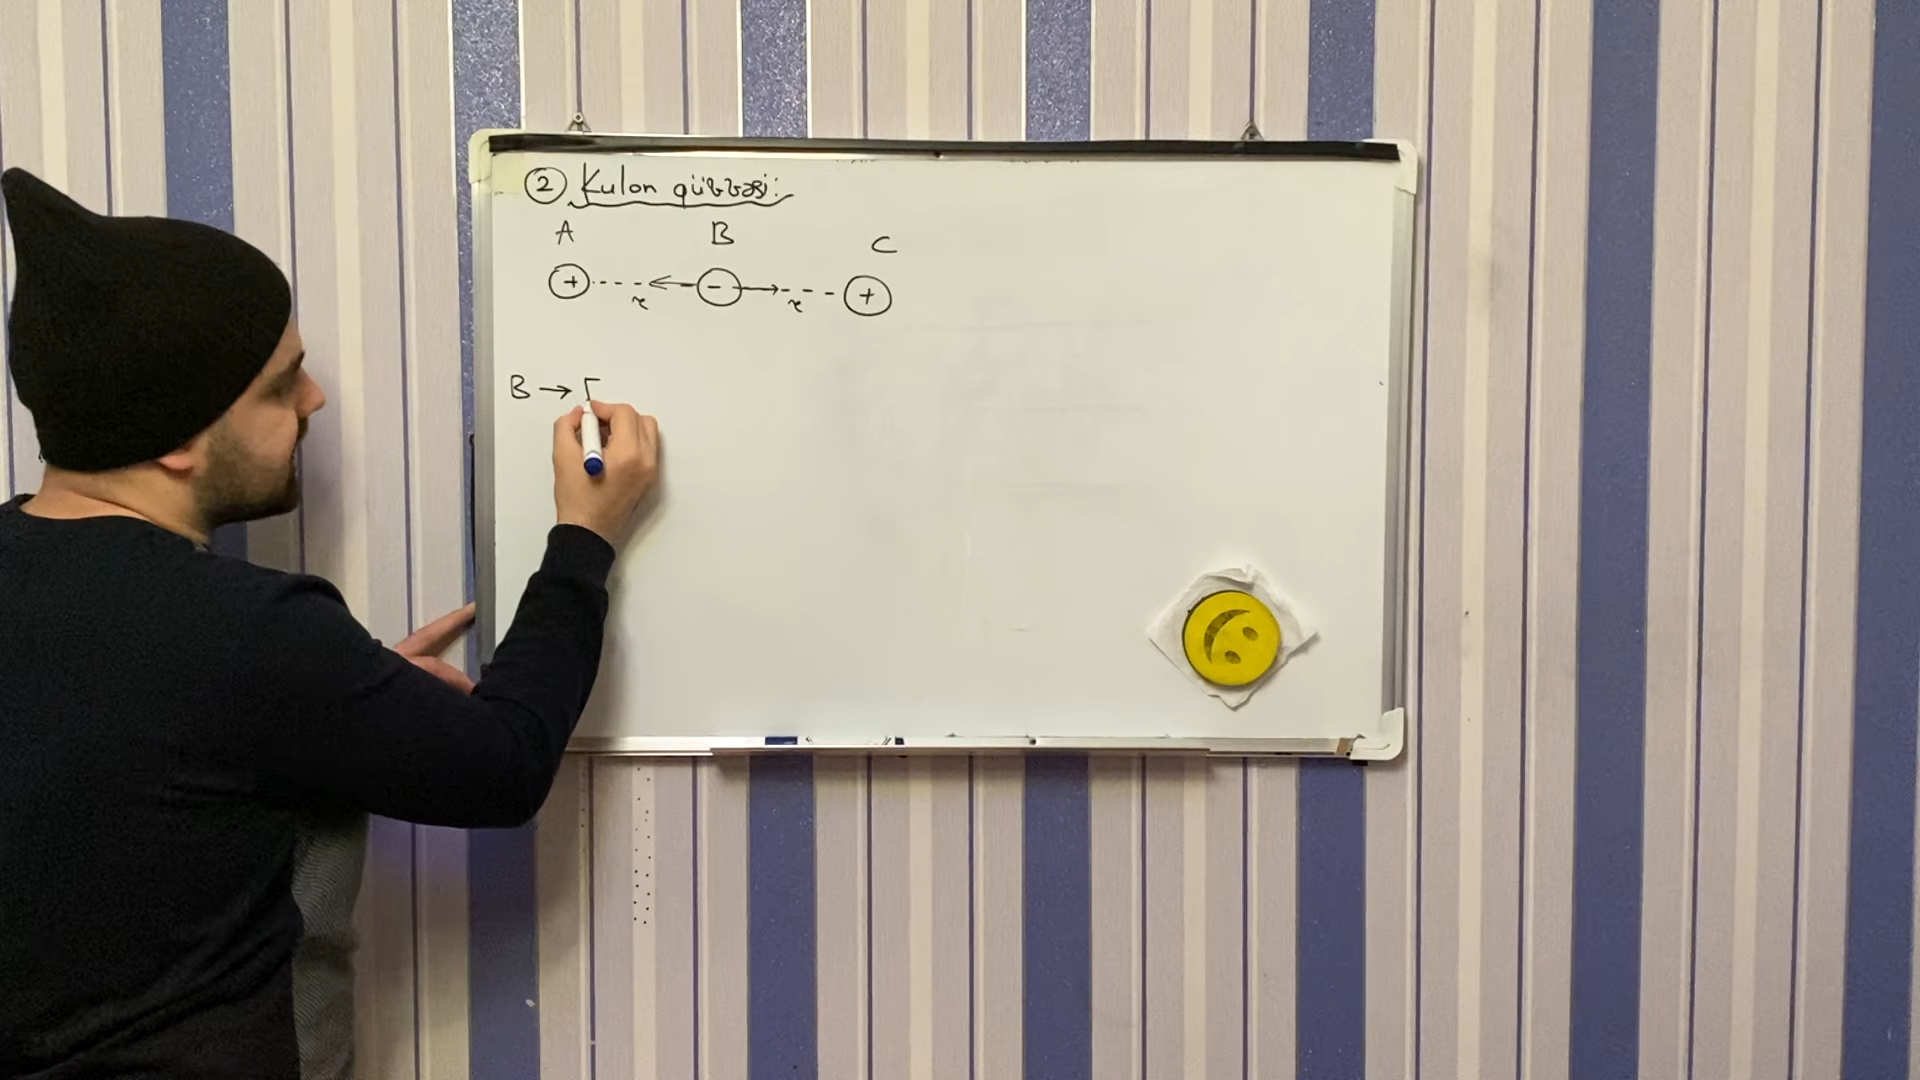 ② Kulon qüvvəsi:
A B C
+ - - - ← - → - - - +
r r
B →